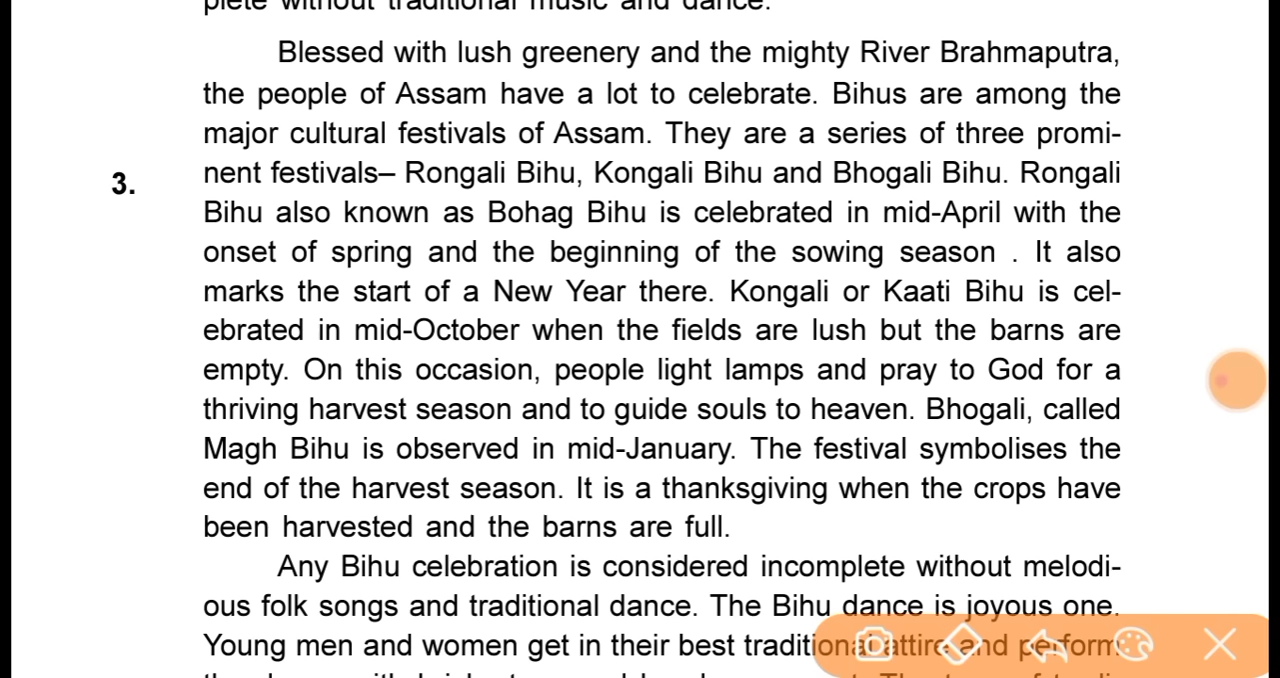 plete without traditional music and dance.
Blessed with lush greenery and the mighty River Brahmaputra,
the people of Assam have a lot to celebrate. Bihus are among the
major cultural festivals of Assam. They are a series of three promi-
3. nent festivals– Rongali Bihu, Kongali Bihu and Bhogali Bihu. Rongali
Bihu also known as Bohag Bihu is celebrated in mid-April with the
onset of spring and the beginning of the sowing season . It also
marks the start of a New Year there. Kongali or Kaati Bihu is cel-
ebrated in mid-October when the fields are lush but the barns are
empty. On this occasion, people light lamps and pray to God for a
thriving harvest season and to guide souls to heaven. Bhogali, called
Magh Bihu is observed in mid-January. The festival symbolises the
end of the harvest season. It is a thanksgiving when the crops have
been harvested and the barns are full.
Any Bihu celebration is considered incomplete without melodi-
ous folk songs and traditional dance. The Bihu dance is joyous one.
Young men and women get in their best traditional attire and perform